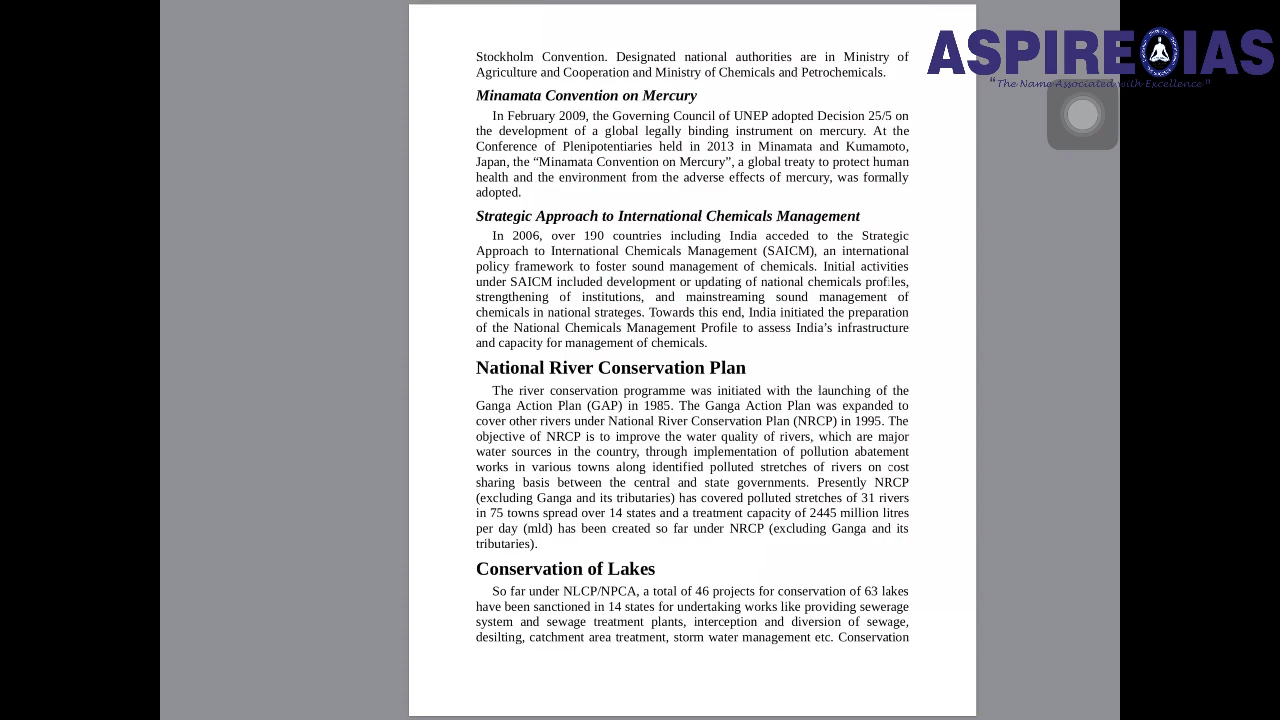 ASPIRE IAS
"The Name Associated with Excellence"
Stockholm Convention. Designated national authorities are in Ministry of
Agriculture and Cooperation and Ministry of Chemicals and Petrochemicals.
Minamata Convention on Mercury
In February 2009, the Governing Council of UNEP adopted Decision 25/5 on
the development of a global legally binding instrument on mercury. At the
Conference of Plenipotentiaries held in 2013 in Minamata and Kumamoto,
Japan, the “Minamata Convention on Mercury”, a global treaty to protect human
health and the environment from the adverse effects of mercury, was formally
adopted.
Strategic Approach to International Chemicals Management
In 2006, over 190 countries including India acceded to the Strategic
Approach to International Chemicals Management (SAICM), an international
policy framework to foster sound management of chemicals. Initial activities
under SAICM included development or updating of national chemicals profiles,
strengthening of institutions, and mainstreaming sound management of
chemicals in national strateges. Towards this end, India initiated the preparation
of the National Chemicals Management Profile to assess India’s infrastructure
and capacity for management of chemicals.
National River Conservation Plan
The river conservation programme was initiated with the launching of the
Ganga Action Plan (GAP) in 1985. The Ganga Action Plan was expanded to
cover other rivers under National River Conservation Plan (NRCP) in 1995. The
objective of NRCP is to improve the water quality of rivers, which are major
water sources in the country, through implementation of pollution abatement
works in various towns along identified polluted stretches of rivers on cost
sharing basis between the central and state governments. Presently NRCP
(excluding Ganga and its tributaries) has covered polluted stretches of 31 rivers
in 75 towns spread over 14 states and a treatment capacity of 2445 million litres
per day (mld) has been created so far under NRCP (excluding Ganga and its
tributaries).
Conservation of Lakes
So far under NLCP/NPCA, a total of 46 projects for conservation of 63 lakes
have been sanctioned in 14 states for undertaking works like providing sewerage
system and sewage treatment plants, interception and diversion of sewage,
desilting, catchment area treatment, storm water management etc. Conservation